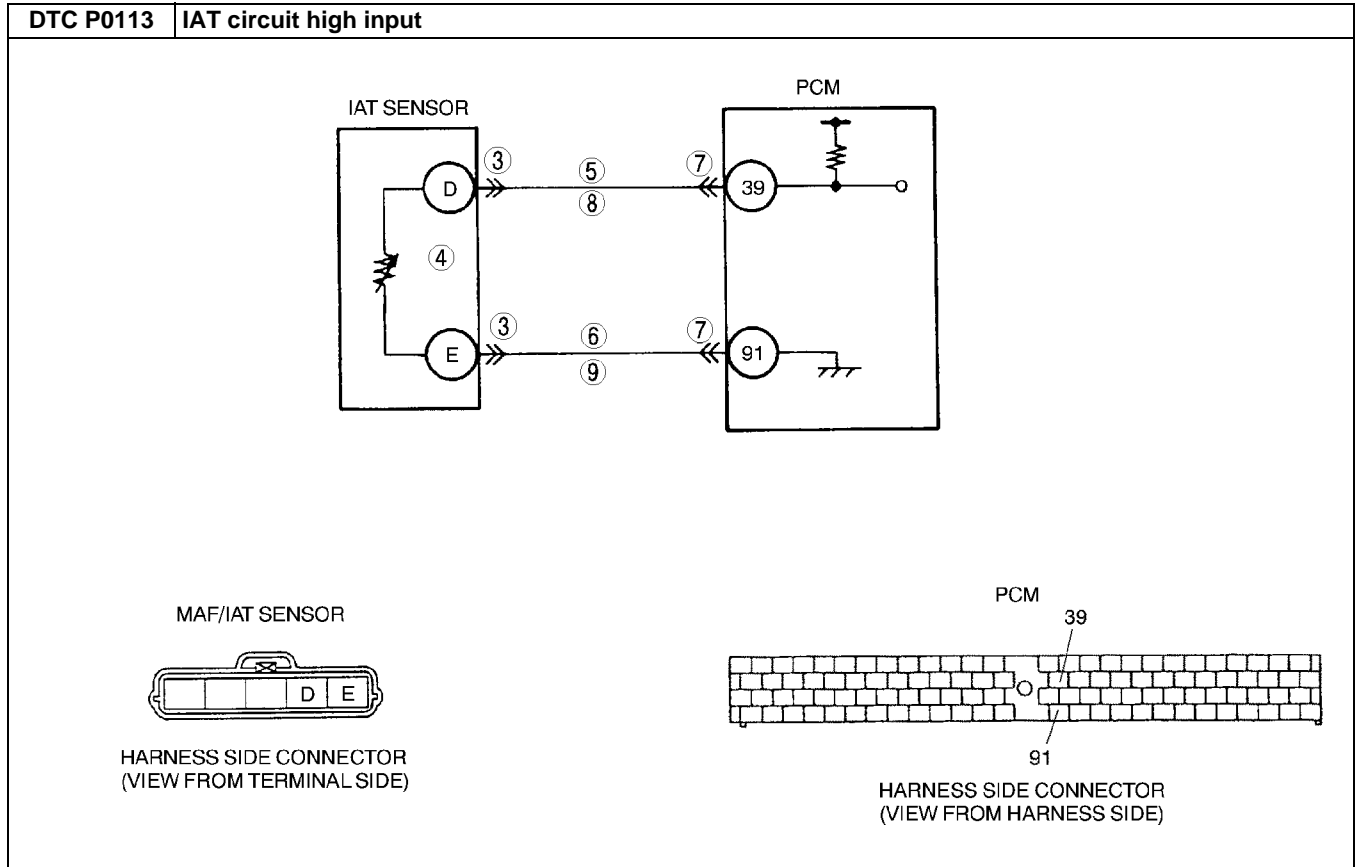 DTC P0113 IAT circuit high input
IAT SENSOR
PCM
D
③
⑤
⑧
⑦
39
④
E
③
⑥
⑨
⑦
91
MAF/IAT SENSOR
D E
HARNESS SIDE CONNECTOR
(VIEW FROM TERMINAL SIDE)
PCM
39
91
HARNESS SIDE CONNECTOR
(VIEW FROM HARNESS SIDE)